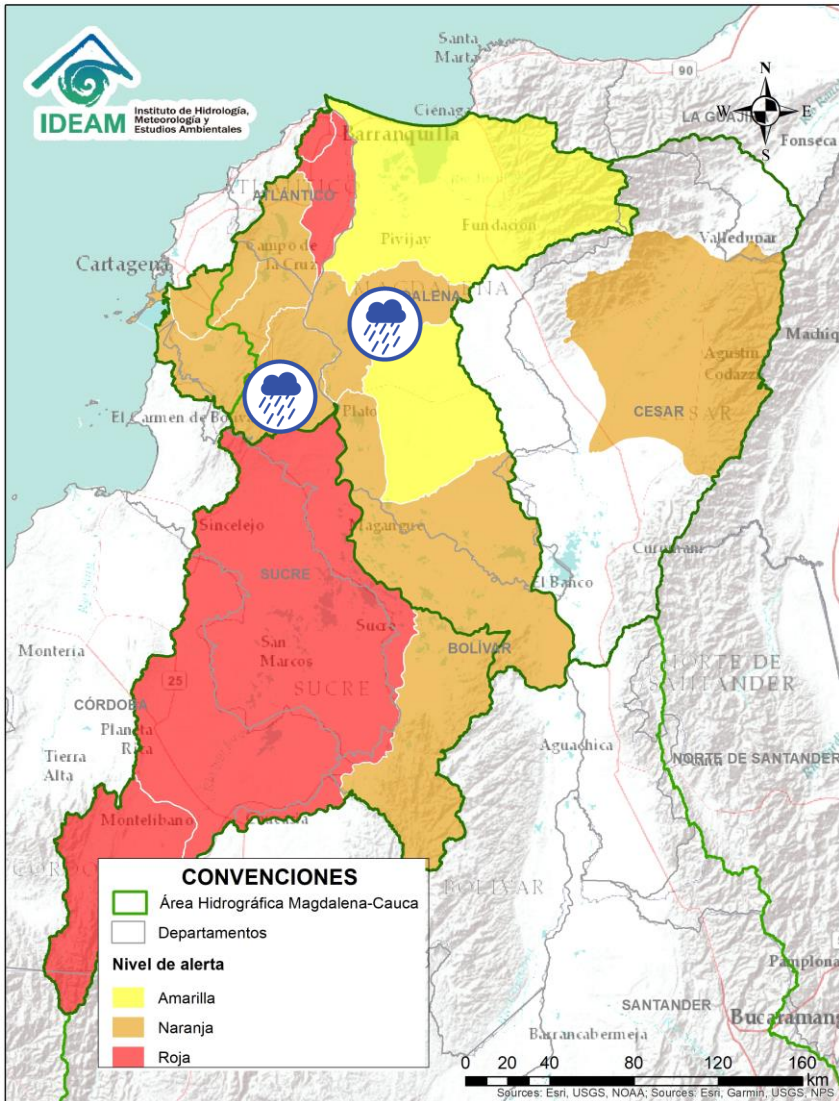 IDEAM
Instituto de Hidrología,
Meteorología y
Estudios Ambientales
Santa
Marta
90
N
W
E
S
LA GUAJI
Ciénaga
Fonseca
Barranquilla
ATLÁNTICO
Fundación
Pivijay
Valledupar
Cartagena
Campo de
la Cruz
DALENA
Agustín
Codazzi
CESAR
El Carmen de Bolívar
Plato
Sincelejo
Magangué
Curumaní
SUCRE
El Banco
Sucre
BOLÍVAR
Montería
San
Marcos
SUCRE
NORTE DE
SANTANDER
25
CÓRDOBA
Planeta
Rica
Aguachica
NORTE DE SANTANDER
Tierra
Alta
Montelíbano
BOLÍVAR
CONVENCIONES
Área Hidrográfica Magdalena-Cauca
Departamentos
Nivel de alerta
Amarilla
Naranja
Roja
Pamplona
SANTANDER
Bucaramang
Barrancabermeja
0 20 40 80 120 160
km
Sources: Esri, USGS, NOAA; Sources: Esri, Garmin, USGS, NPS